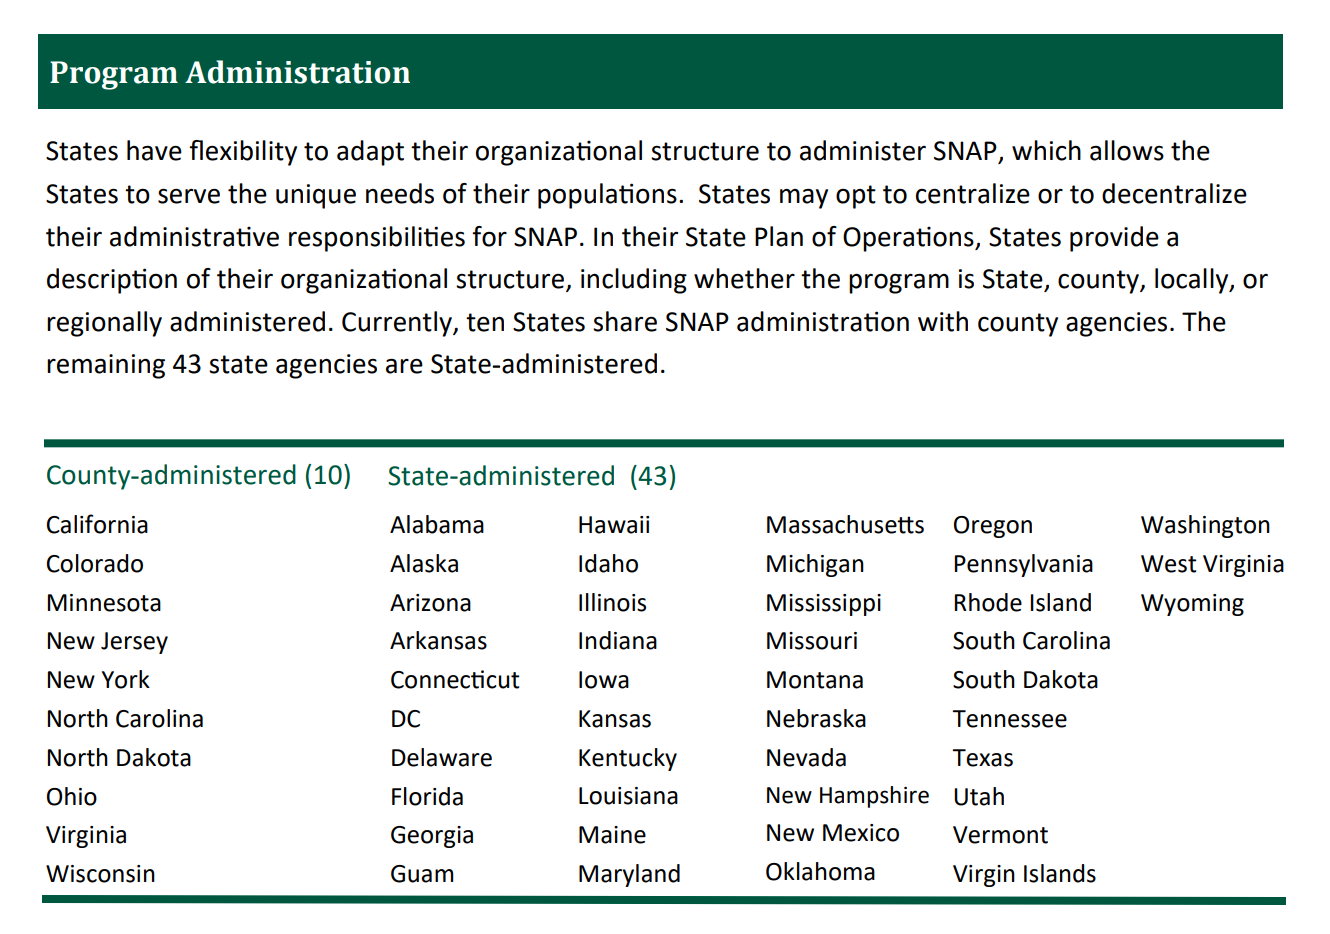 Program Administration
States have flexibility to adapt their organizational structure to administer SNAP, which allows the
States to serve the unique needs of their populations.  States may opt to centralize or to decentralize
their administrative responsibilities for SNAP. In their State Plan of Operations, States provide a
description of their organizational structure, including whether the program is State, county, locally, or
regionally administered. Currently, ten States share SNAP administration with county agencies. The
remaining 43 state agencies are State-administered.
County-administered (10) State-administered  (43)
California Alabama Hawaii Massachusetts Oregon Washington
Colorado Alaska Idaho Michigan Pennsylvania West Virginia
Minnesota Arizona Illinois Mississippi Rhode Island Wyoming
New Jersey Arkansas Indiana Missouri South Carolina
New York Connecticut Iowa Montana South Dakota
North Carolina DC Kansas Nebraska Tennessee
North Dakota Delaware Kentucky Nevada Texas
Ohio Florida Louisiana New Hampshire Utah
Virginia Georgia Maine New Mexico Vermont
Wisconsin Guam Maryland Oklahoma Virgin Islands